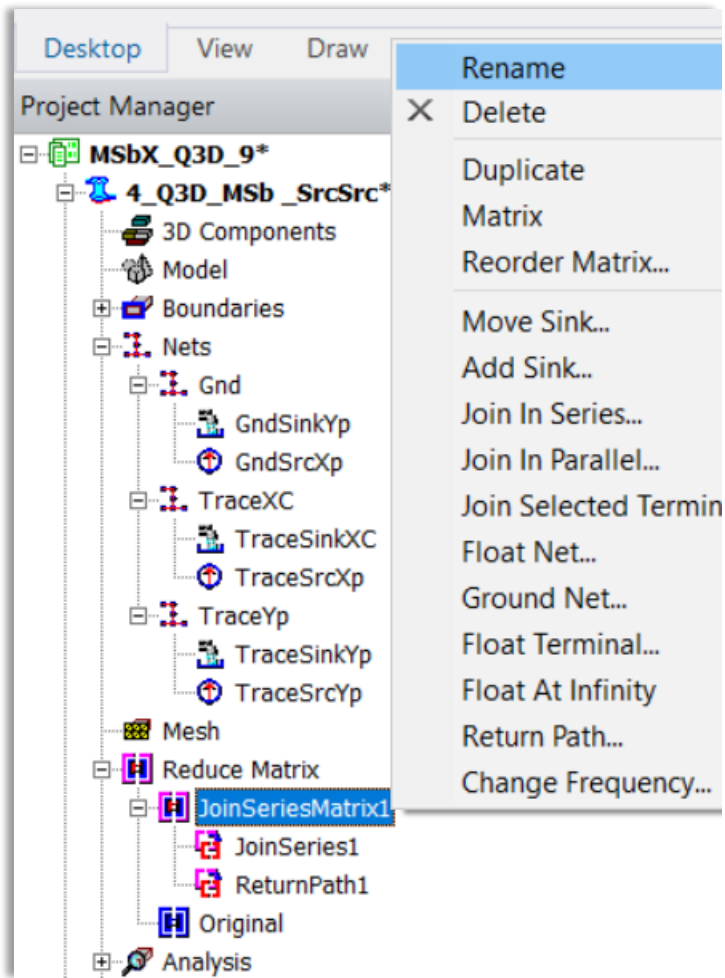 Desktop View Draw
Project Manager
MSbX_Q3D_9*
4_Q3D_MSb _SrcSrc*
3D Components
Model
Boundaries
Nets
Gnd
GndSinkYp
GndSrcXp
TraceXC
TraceSinkXC
TraceSrcXp
TraceYp
TraceSinkYp
TraceSrcYp
Mesh
Reduce Matrix
JoinSeriesMatrix1
JoinSeries1
ReturnPath1
Original
Analysis
Rename
Delete
Duplicate
Matrix
Reorder Matrix...
Move Sink...
Add Sink...
Join In Series...
Join In Parallel...
Join Selected Termin
Float Net...
Ground Net...
Float Terminal...
Float At Infinity
Return Path...
Change Frequency...